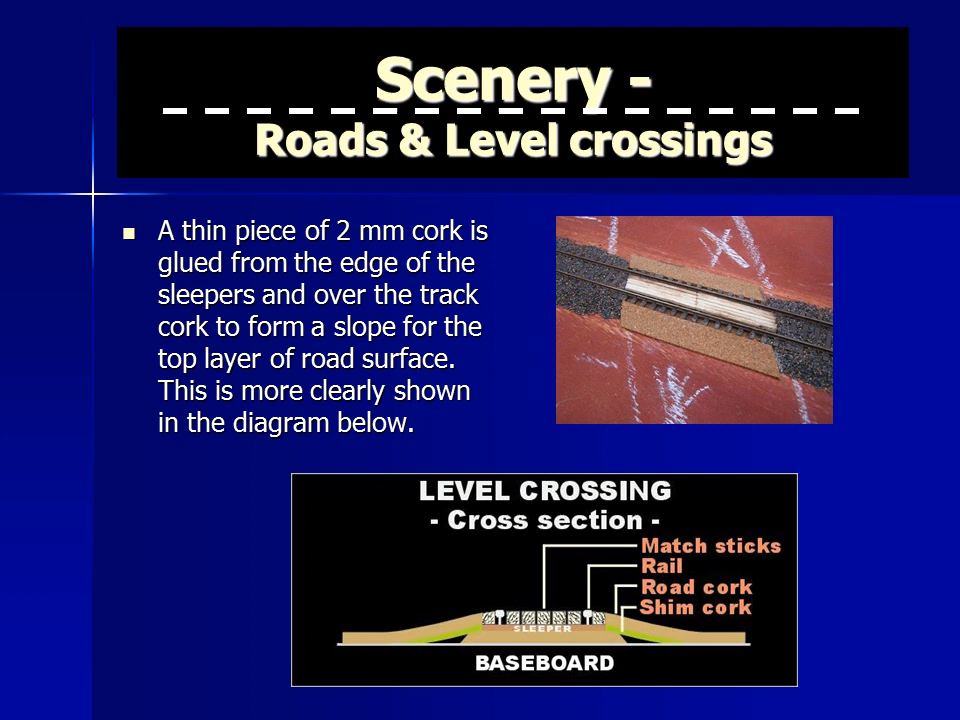 Scenery -
Roads & Level crossings
A thin piece of 2 mm cork is
glued from the edge of the
sleepers and over the track
cork to form a slope for the
top layer of road surface.
This is more clearly shown
in the diagram below.
LEVEL CROSSING
- Cross section -
Match sticks
Rail
Road cork
Shim cork
SLEEPER
BASEBOARD